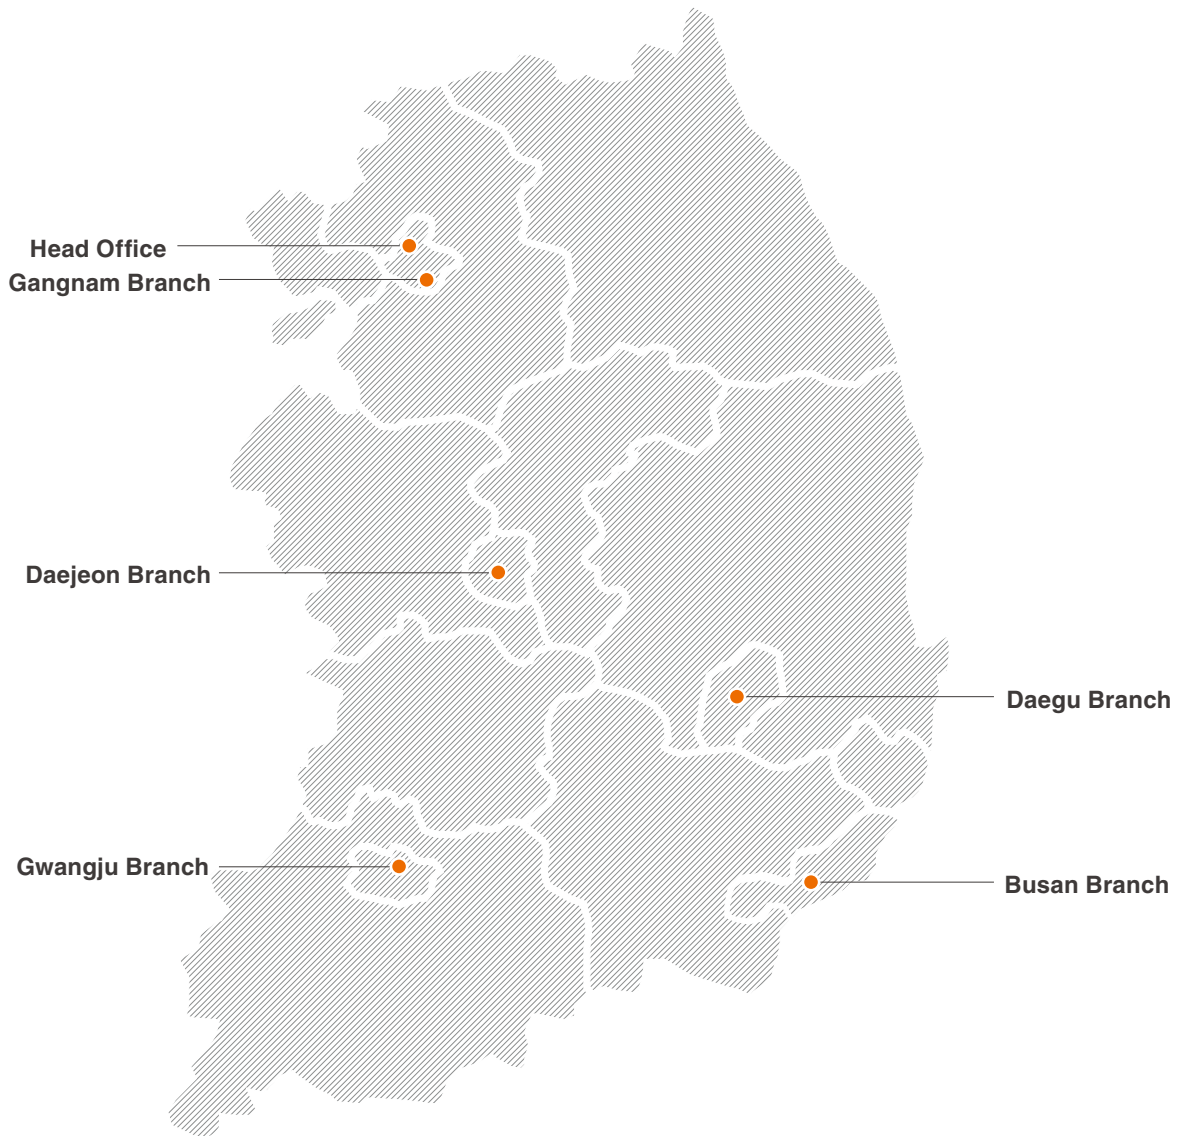 Head Office
Gangnam Branch
Daejeon Branch
Daegu Branch
Gwangju Branch
Busan Branch